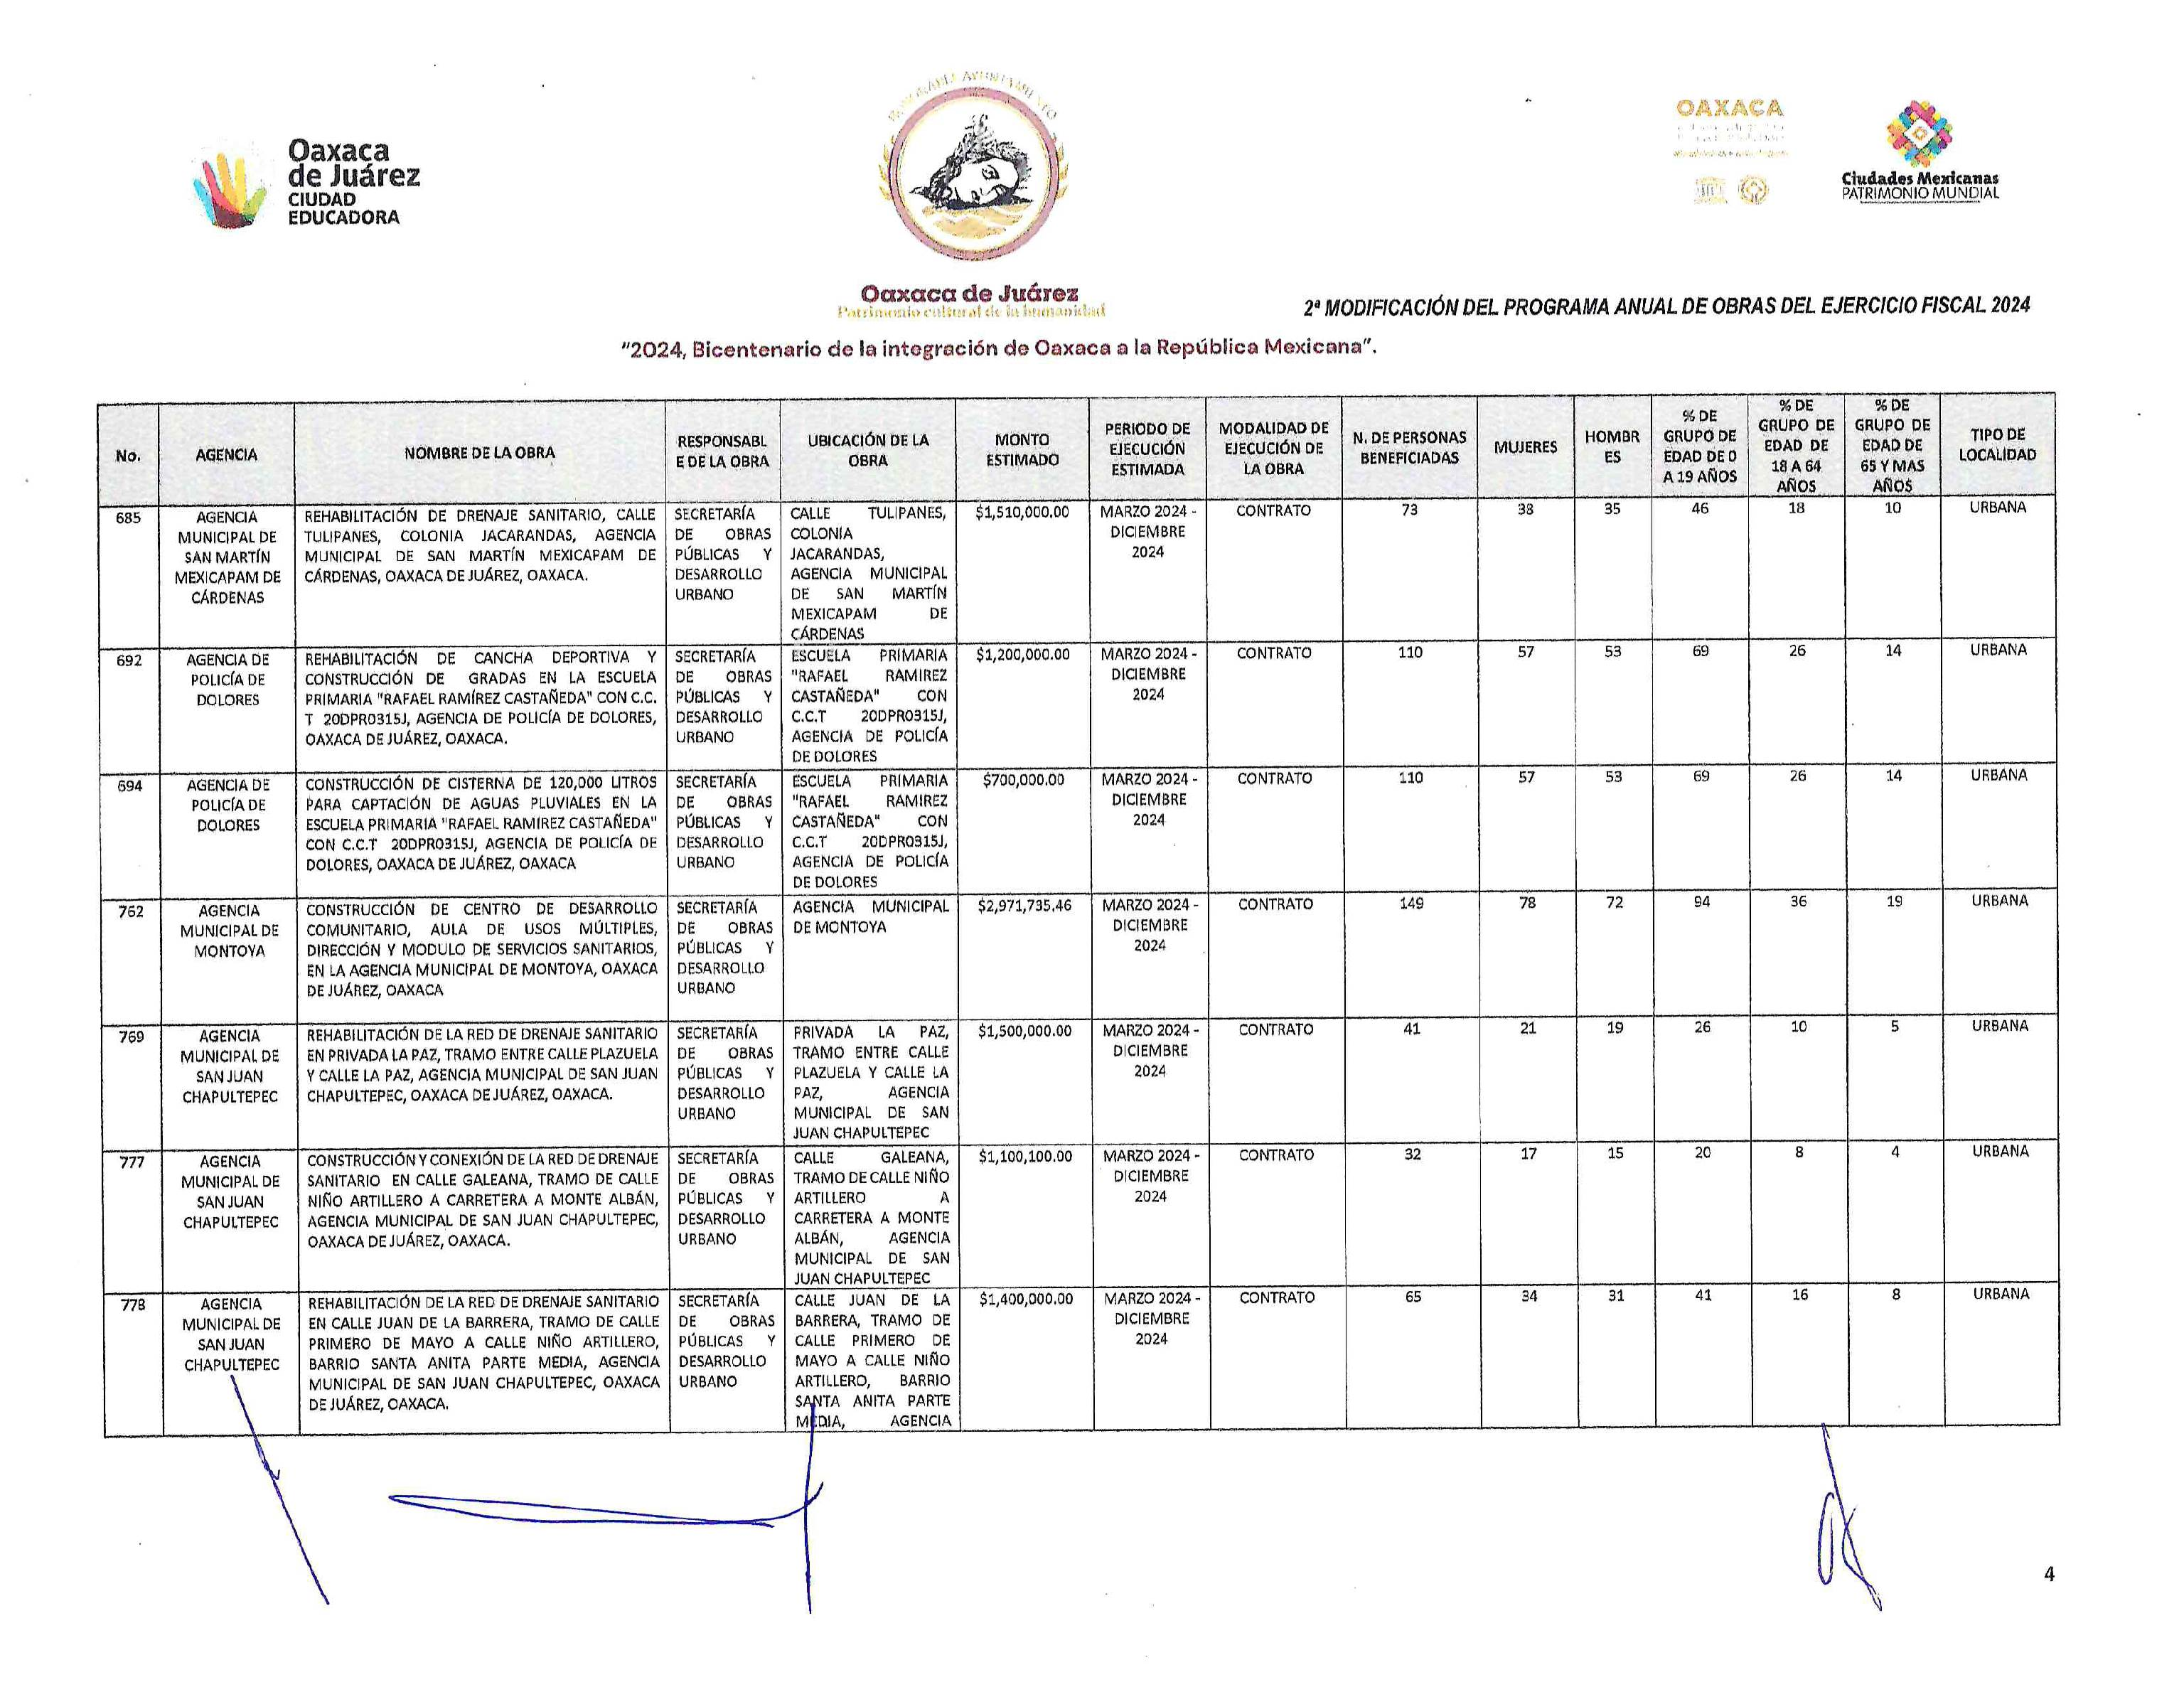 Oaxaca
de Juárez
CIUDAD
EDUCADORA
Oaxaca de Juárez
Patrimonio cultural de la humanidad
OAXACA
Ciudades Mexicanas
PATRIMONIO MUNDIAL
2ª MODIFICACIÓN DEL PROGRAMA ANUAL DE OBRAS DEL EJERCICIO FISCAL 2024
"2024, Bicentenario de la integración de Oaxaca a la República Mexicana".
No.
AGENCIA
NOMBRE DE LA OBRA
RESPONSABL
E DE LA OBRA
UBICACIÓN DE LA
OBRA
MONTO
ESTIMADO
PERIODO DE
EJECUCIÓN
ESTIMADA
MODALIDAD DE
EJECUCIÓN DE
LA OBRA
N. DE PERSONAS
BENEFICIADAS
MUJERES
HOMBR
ES
% DE
GRUPO DE
EDAD DE 0
A 19 AÑOS
% DE
GRUPO DE
EDAD DE
18 A 64
AÑOS
% DE
GRUPO DE
EDAD DE
65 Y MAS
AÑOS
TIPO DE
LOCALIDAD
685
AGENCIA
MUNICIPAL DE
SAN MARTÍN
MEXICAPAM DE
CÁRDENAS
REHABILITACIÓN DE DRENAJE SANITARIO, CALLE
TULIPANES, COLONIA JACARANDAS, AGENCIA
MUNICIPAL DE SAN MARTÍN MEXICAPAM DE
CÁRDENAS, OAXACA DE JUÁREZ, OAXACA.
SECRETARÍA
DE OBRAS
PÚBLICAS Y
DESARROLLO
URBANO
CALLE TULIPANES,
COLONIA
JACARANDAS,
AGENCIA MUNICIPAL
DE SAN MARTÍN
MEXICAPAM DE
CÁRDENAS
$1,510,000.00
MARZO 2024 -
DICIEMBRE
2024
CONTRATO
73
38
35
46
18
10
URBANA
692
AGENCIA DE
POLICÍA DE
DOLORES
REHABILITACIÓN DE CANCHA DEPORTIVA Y
CONSTRUCCIÓN DE GRADAS EN LA ESCUELA
PRIMARIA "RAFAEL RAMÍREZ CASTAÑEDA" CON C.C.
T 20DPR0315J, AGENCIA DE POLICÍA DE DOLORES,
OAXACA DE JUÁREZ, OAXACA.
SECRETARÍA
DE OBRAS
PÚBLICAS Y
DESARROLLO
URBANO
ESCUELA PRIMARIA
"RAFAEL RAMIREZ
CASTAÑEDA" CON
C.C.T 20DPR0315J,
AGENCIA DE POLICÍA
DE DOLORES
$1,200,000.00
MARZO 2024 -
DICIEMBRE
2024
CONTRATO
110
57
53
69
26
14
URBANA
694
AGENCIA DE
POLICÍA DE
DOLORES
CONSTRUCCIÓN DE CISTERNA DE 120,000 LITROS
PARA CAPTACIÓN DE AGUAS PLUVIALES EN LA
ESCUELA PRIMARIA "RAFAEL RAMIREZ CASTAÑEDA"
CON C.C.T 20DPR0315J, AGENCIA DE POLICÍA DE
DOLORES, OAXACA DE JUÁREZ, OAXACA
SECRETARÍA
DE OBRAS
PÚBLICAS Y
DESARROLLO
URBANO
ESCUELA PRIMARIA
"RAFAEL RAMIREZ
CASTAÑEDA" CON
C.C.T 20DPR0315J,
AGENCIA DE POLICÍA
DE DOLORES
$700,000.00
MARZO 2024 -
DICIEMBRE
2024
CONTRATO
110
57
53
69
26
14
URBANA
762
AGENCIA
MUNICIPAL DE
MONTOYA
CONSTRUCCIÓN DE CENTRO DE DESARROLLO
COMUNITARIO, AULA DE USOS MÚLTIPLES,
DIRECCIÓN Y MODULO DE SERVICIOS SANITARIOS,
EN LA AGENCIA MUNICIPAL DE MONTOYA, OAXACA
DE JUÁREZ, OAXACA
SECRETARÍA
DE OBRAS
PÚBLICAS Y
DESARROLLO
URBANO
AGENCIA MUNICIPAL
DE MONTOYA
$2,971,735.46
MARZO 2024 -
DICIEMBRE
2024
CONTRATO
149
78
72
94
36
19
URBANA
769
AGENCIA
MUNICIPAL DE
SAN JUAN
CHAPULTEPEC
REHABILITACIÓN DE LA RED DE DRENAJE SANITARIO
EN PRIVADA LA PAZ, TRAMO ENTRE CALLE PLAZUELA
Y CALLE LA PAZ, AGENCIA MUNICIPAL DE SAN JUAN
CHAPULTEPEC, OAXACA DE JUÁREZ, OAXACA.
SECRETARÍA
DE OBRAS
PÚBLICAS Y
DESARROLLO
URBANO
PRIVADA LA PAZ,
TRAMO ENTRE CALLE
PLAZUELA Y CALLE LA
PAZ, AGENCIA
MUNICIPAL DE SAN
JUAN CHAPULTEPEC
$1,500,000.00
MARZO 2024 -
DICIEMBRE
2024
CONTRATO
41
21
19
26
10
5
URBANA
777
AGENCIA
MUNICIPAL DE
SAN JUAN
CHAPULTEPEC
CONSTRUCCIÓN Y CONEXIÓN DE LA RED DE DRENAJE
SANITARIO EN CALLE GALEANA, TRAMO DE CALLE
NIÑO ARTILLERO A CARRETERA A MONTE ALBÁN,
AGENCIA MUNICIPAL DE SAN JUAN CHAPULTEPEC,
OAXACA DE JUÁREZ, OAXACA.
SECRETARÍA
DE OBRAS
PÚBLICAS Y
DESARROLLO
URBANO
CALLE GALEANA,
TRAMO DE CALLE NIÑO
ARTILLERO A
CARRETERA A MONTE
ALBÁN, AGENCIA
MUNICIPAL DE SAN
JUAN CHAPULTEPEC
$1,100,100.00
MARZO 2024 -
DICIEMBRE
2024
CONTRATO
32
17
15
20
8
4
URBANA
778
AGENCIA
MUNICIPAL DE
SAN JUAN
CHAPULTEPEC
REHABILITACIÓN DE LA RED DE DRENAJE SANITARIO
EN CALLE JUAN DE LA BARRERA, TRAMO DE CALLE
PRIMERO DE MAYO A CALLE NIÑO ARTILLERO,
BARRIO SANTA ANITA PARTE MEDIA, AGENCIA
MUNICIPAL DE SAN JUAN CHAPULTEPEC, OAXACA
DE JUÁREZ, OAXACA.
SECRETARÍA
DE OBRAS
PÚBLICAS Y
DESARROLLO
URBANO
CALLE JUAN DE LA
BARRERA, TRAMO DE
CALLE PRIMERO DE
MAYO A CALLE NIÑO
ARTILLERO, BARRIO
SANTA ANITA PARTE
MEDIA, AGENCIA
$1,400,000.00
MARZO 2024 -
DICIEMBRE
2024
CONTRATO
65
34
31
41
16
8
URBANA
4